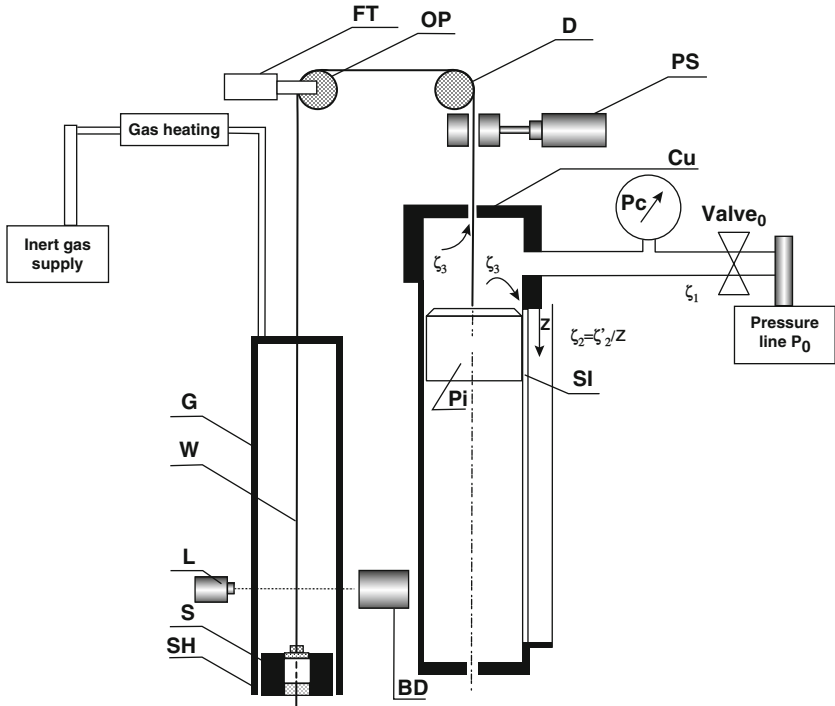 FT
OP
D
PS
Gas heating
Cu
Pc
Valve₀
Inert gas
supply
ζ₃
ζ₃
ζ₁
Z
ζ₂=ζ'₂/Z
Pressure
line P₀
SI
Pi
G
W
L
S
SH
BD